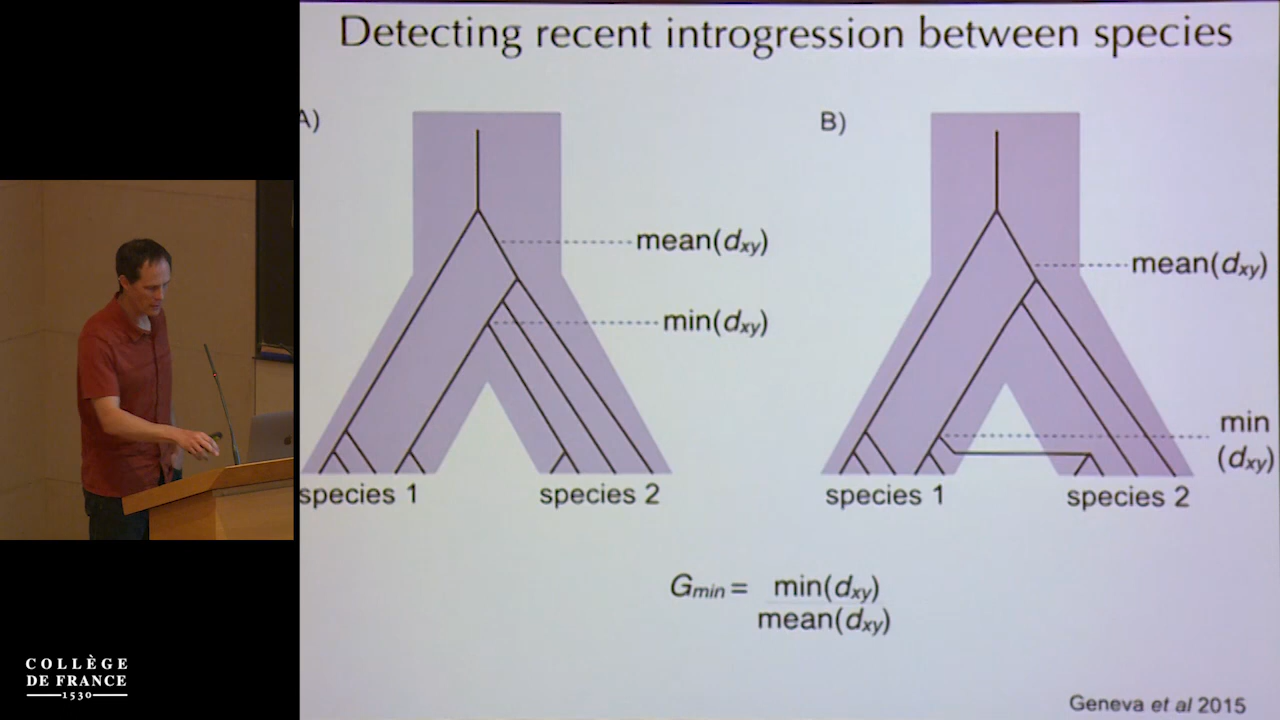 Detecting recent introgression between species
A)
B)
mean(dxy)
min(dxy)
species 1
species 2
mean(dxy)
min
(dxy)
species 1
species 2
Gmin = min(dxy)
mean(dxy)
Geneva et al 2015
COLLÈGE
DE FRANCE
1530